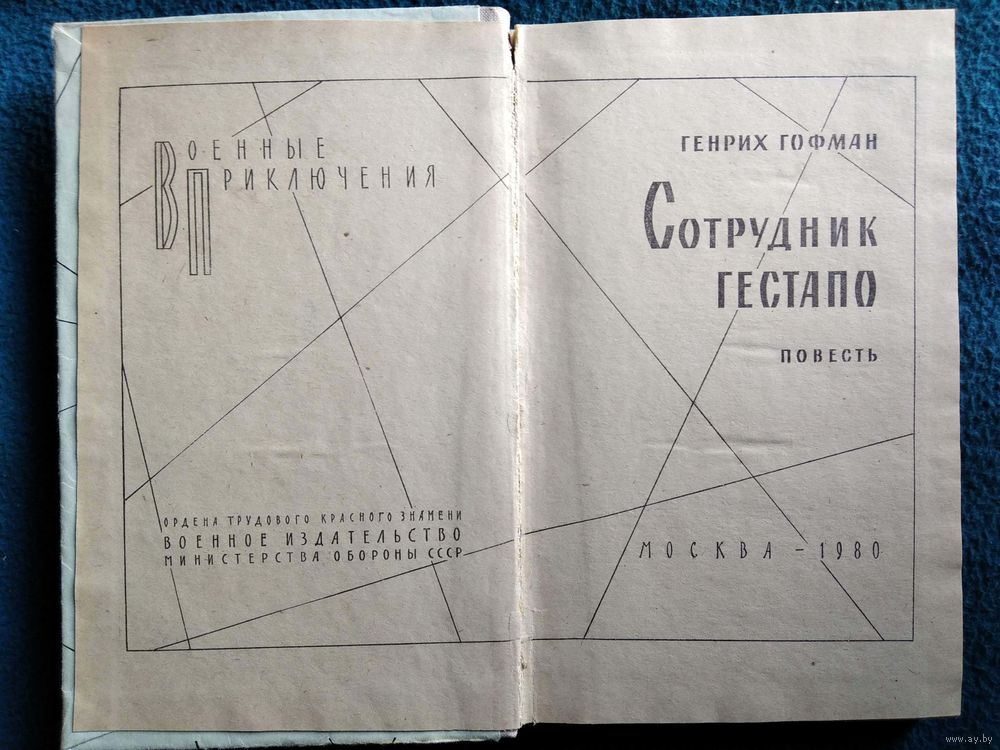 ВОЕННЫЕ
ПРИКЛЮЧЕНИЯ
ОРДЕНА ТРУДОВОГО КРАСНОГО ЗНАМЕНИ
ВОЕННОЕ ИЗДАТЕЛЬСТВО
МИНИСТЕРСТВА ОБОРОНЫ СССР
ГЕНРИХ ГОФМАН
СОТРУДНИК
ГЕСТАПО
ПОВЕСТЬ
МОСКВА – 1980
www.ay.by